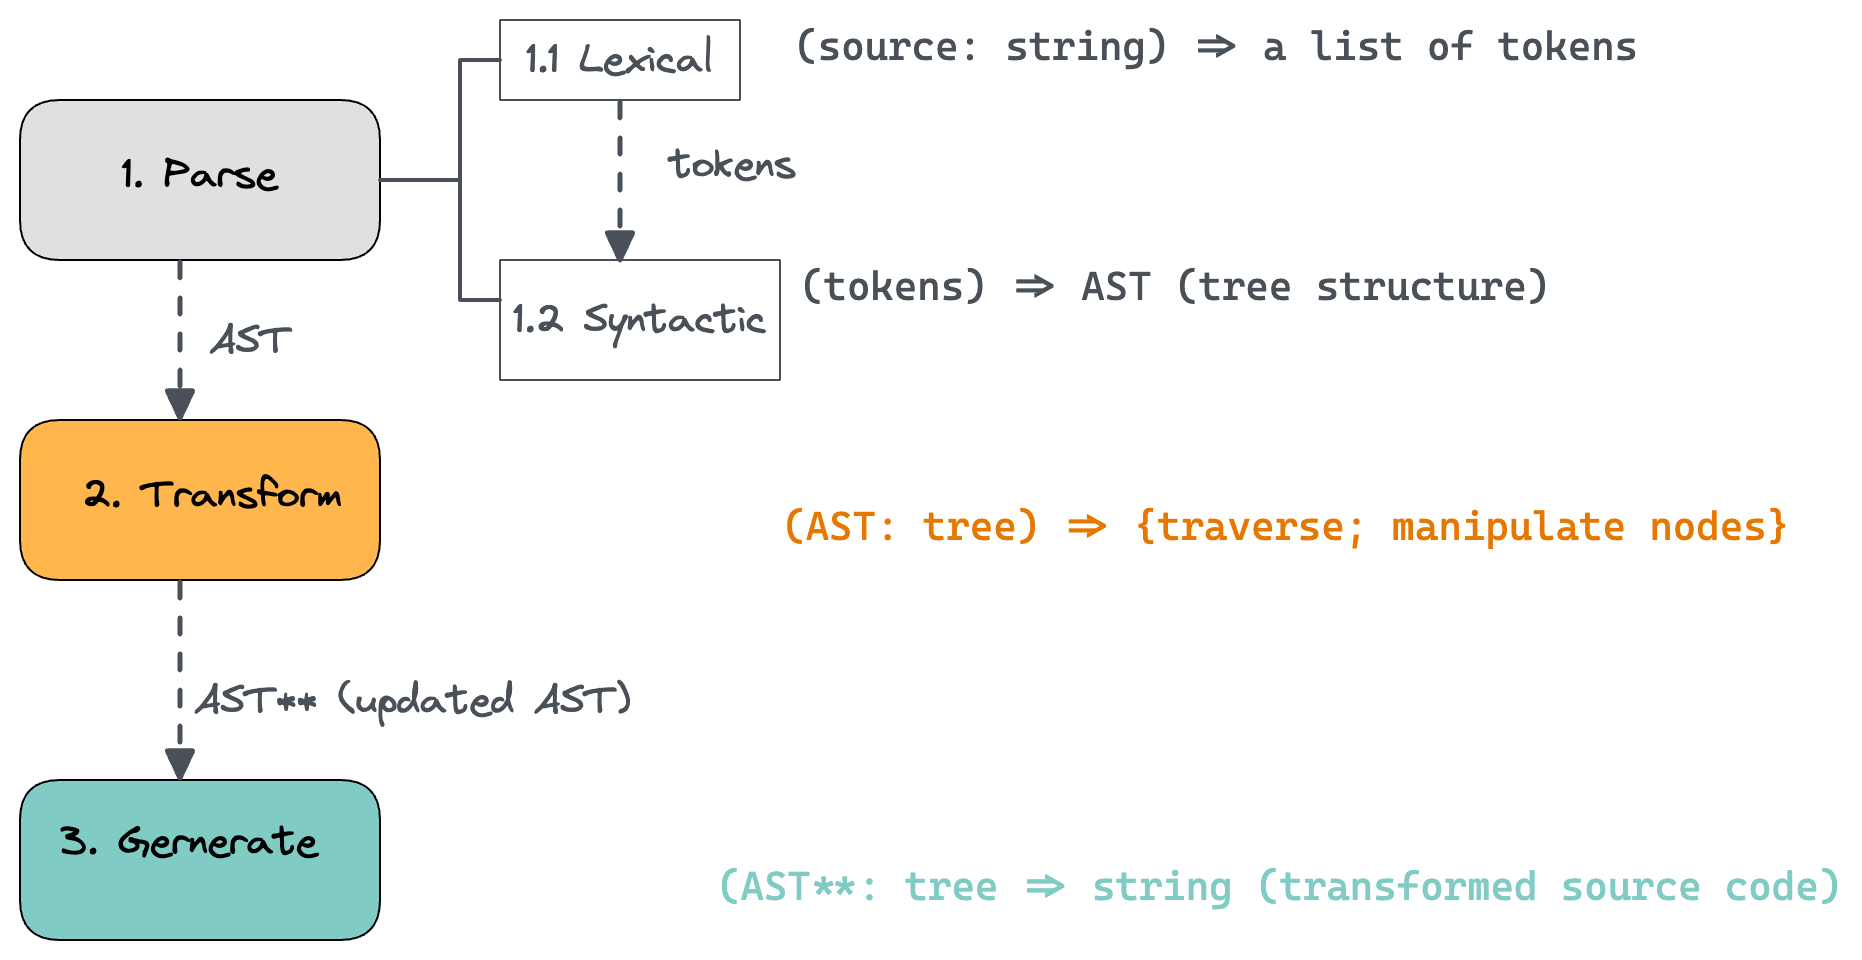 1.1 Lexical
(source: string) ⇒ a list of tokens
1. Parse
tokens
1.2 Syntactic
(tokens) ⇒ AST (tree structure)
AST
2. Transform
(AST: tree) ⇒ {traverse; manipulate nodes}
AST** (updated AST)
3. Gernerate
(AST**: tree ⇒ string (transformed source code)